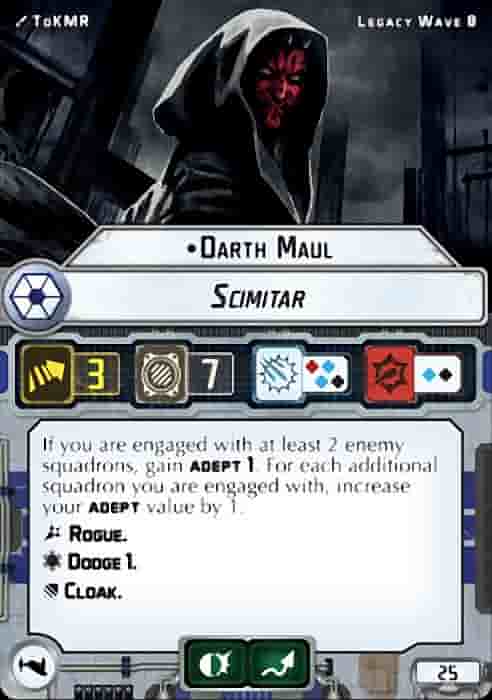 ToKMR
Legacy Wave 8
•Darth Maul
Scimitar
3
7
If you are engaged with at least 2 enemy
squadrons, gain ADEPT 1. For each additional
squadron you are engaged with, increase
your ADEPT value by 1.
Rogue.
Dodge 1.
Cloak.
25